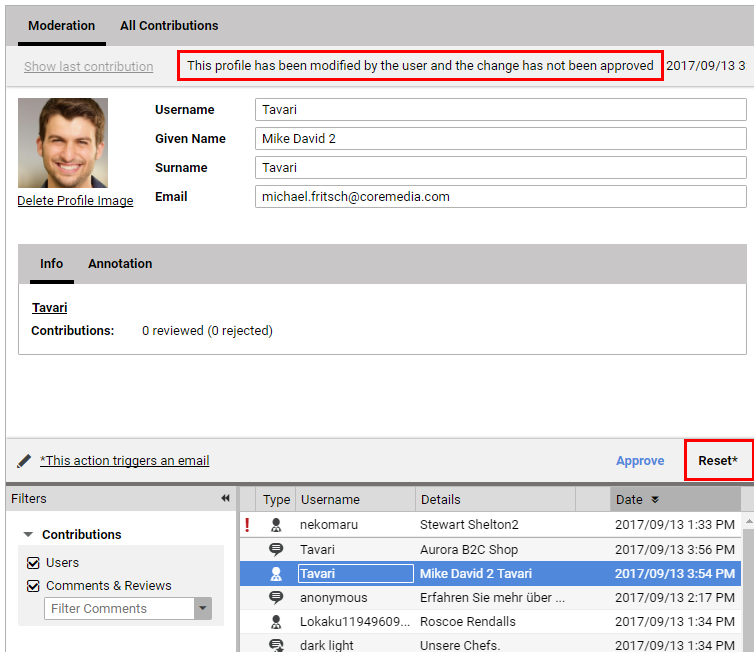 Moderation All Contributions
Show last contribution This profile has been modified by the user and the change has not been approved 2017/09/13 3
Username Tavari
Given Name Mike David 2
Surname Tavari
Delete Profile Image Email michael.fritsch@coremedia.com
Info Annotation
Tavari
Contributions: 0 reviewed (0 rejected)
*This action triggers an email Approve Reset*
Filters
Contributions
Users
Comments & Reviews
Filter Comments
Type Username Details Date
! nekomaru Stewart Shelton2 2017/09/13 1:33 PM
Tavari Aurora B2C Shop 2017/09/13 3:56 PM
Tavari Mike David 2 Tavari 2017/09/13 3:54 PM
anonymous Erfahren Sie mehr über ... 2017/09/13 2:17 PM
Lokaku11949609... Roscoe Rendalls 2017/09/13 1:34 PM
dark light Unsere Chefs. 2017/09/13 1:34 PM